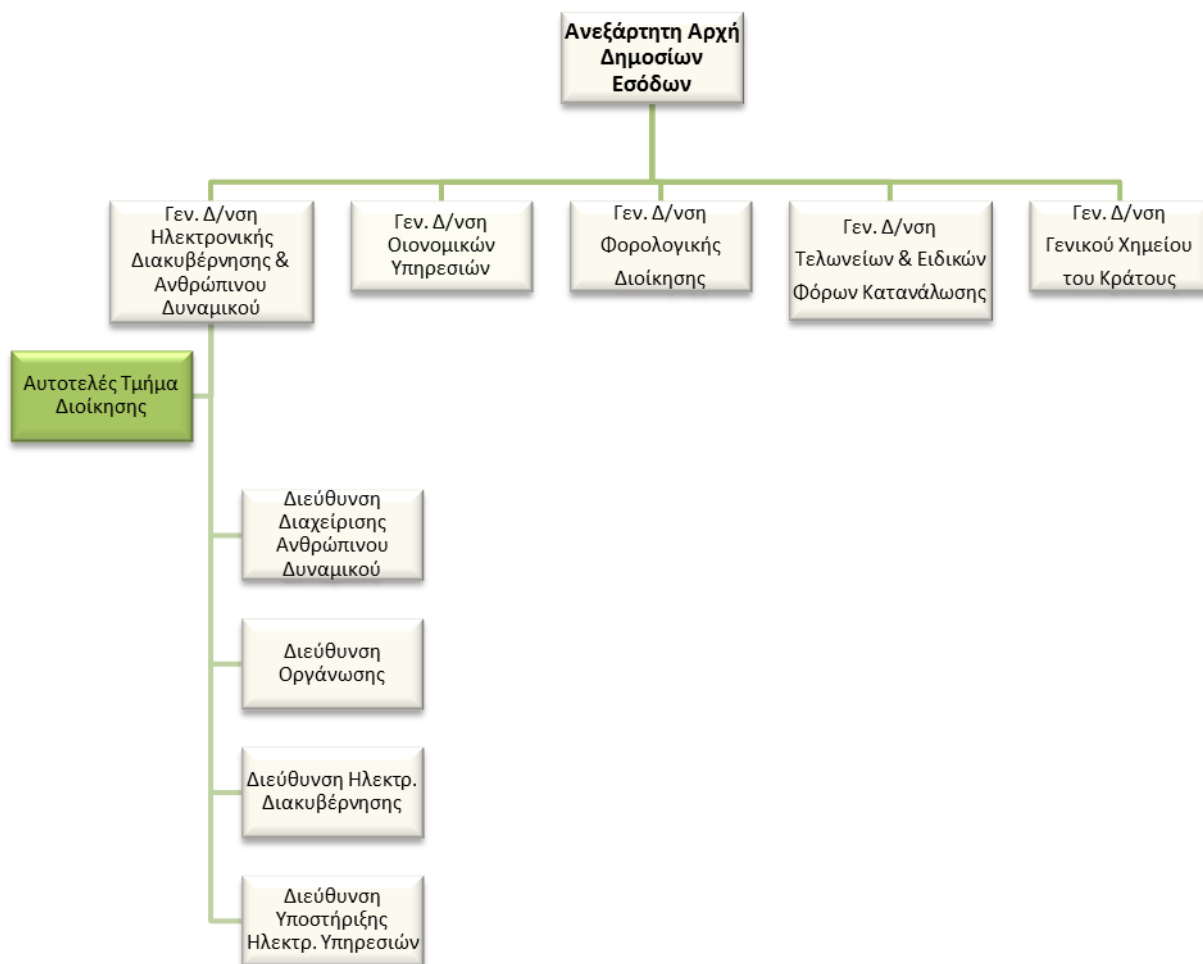 Ανεξάρτητη Αρχή
Δημοσίων
Εσόδων
Γεν. Δ/νση
Ηλεκτρονικής
Διακυβέρνησης &
Ανθρώπινου
Δυναμικού
Γεν. Δ/νση
Οιονομικών
Υπηρεσιών
Γεν. Δ/νση
Φορολογικής
Διοίκησης
Γεν. Δ/νση
Τελωνείων & Ειδικών
Φόρων Κατανάλωσης
Γεν. Δ/νση
Γενικού Χημείου
του Κράτους
Αυτοτελές Τμήμα
Διοίκησης
Διεύθυνση
Διαχείρισης
Ανθρώπινου
Δυναμικού
Διεύθυνση
Οργάνωσης
Διεύθυνση Ηλεκτρ.
Διακυβέρνησης
Διεύθυνση
Υποστήριξης
Ηλεκτρ. Υπηρεσιών